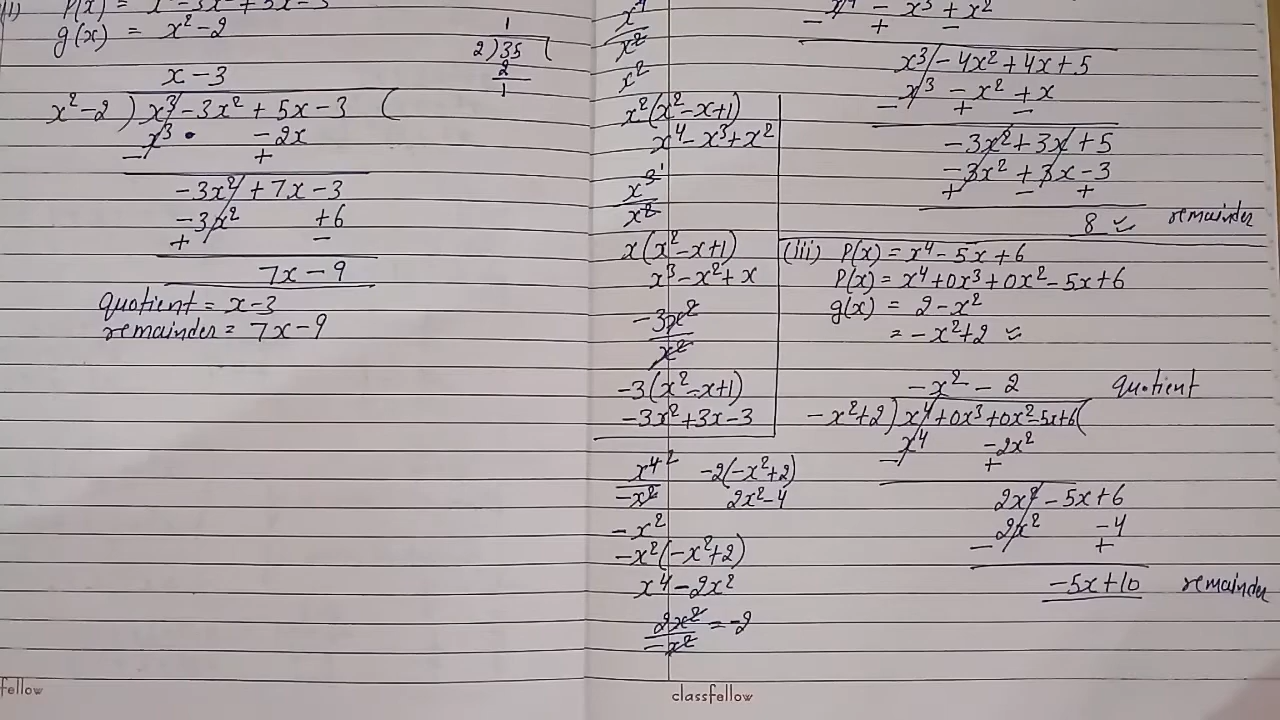 (i) P(x) = x³-3x²+5x-3
g(x) = x²-2
x-3
x²-2 ) x³-3x²+5x-3 (
x³ -2x
- +
-3x²+7x-3
-3x² +6
+ -
7x-9
quotient = x-3
remainder = 7x-9
1
2)35(
2
1
x⁴
x²
x²
x²(x²-x+1)
x⁴-x³+x²
x³
x²
x(x²-x+1)
x³-x²+x
-3x²
x²
-3(x²-x+1)
-3x²+3x-3
x⁴ ²
-x²
-x²
-x²(-x²+2)
x⁴-2x²
2x² = -2
-x²
-2(-x²+2)
2x²-4
x⁴-x³+x²
- + -
x³-4x²+4x+5
x³-x²+x
- + -
-3x²+3x+5
-3x²+3x-3
+ - +
8 remainder
(iii) P(x) = x⁴-5x+6
P(x) = x⁴+0x³+0x²-5x+6
g(x) = 2-x²
= -x²+2
-x²-2 quotient
-x²+2 ) x⁴+0x³+0x²-5x+6 (
x⁴ -2x²
- +
2x²-5x+6
2x² -4
- +
-5x+10 remainder
fellow
classfellow